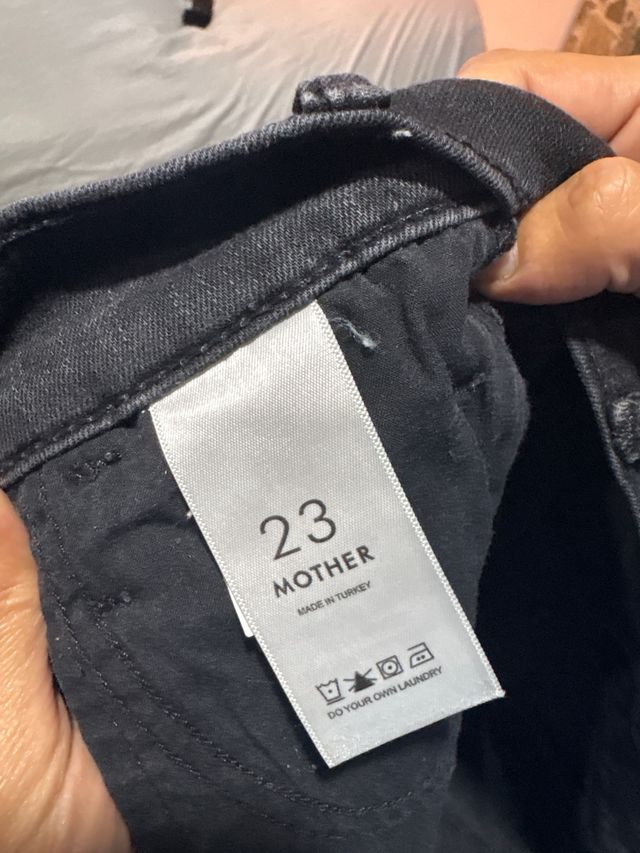 23
MOTHER
MADE IN TURKEY
DO YOUR OWN LAUNDRY